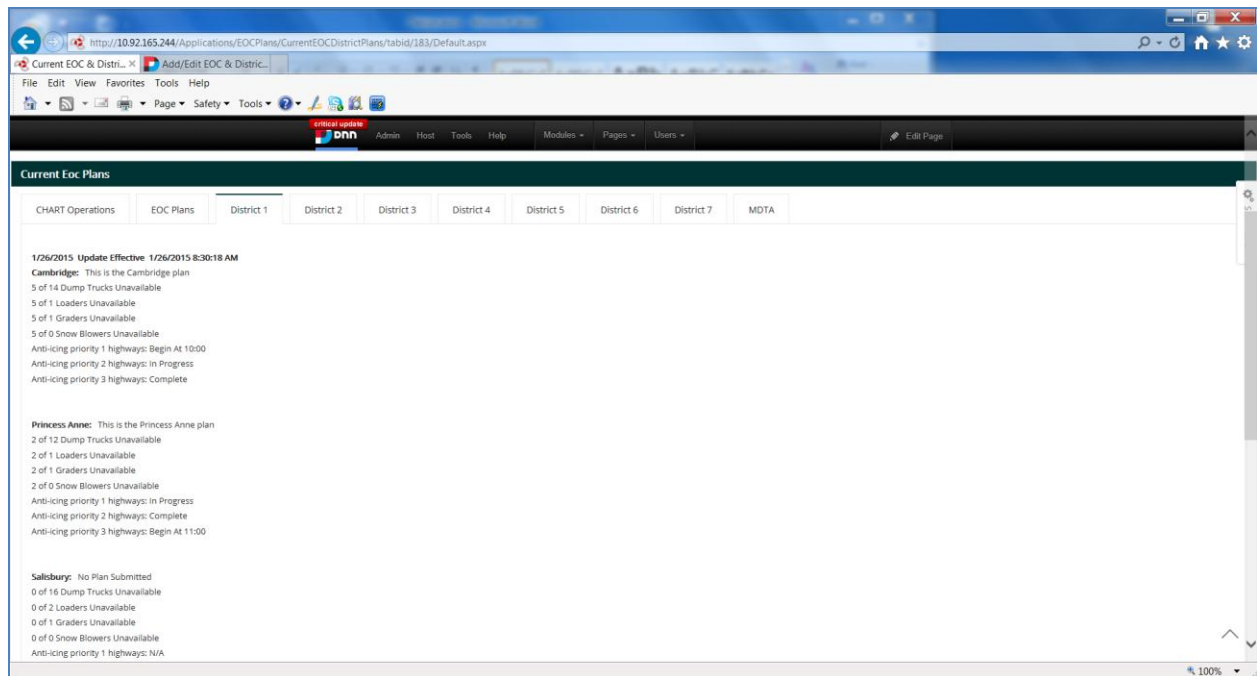 http://10.92.165.244/Applications/EOCPlans/CurrentEOCDistrictPlans/tabid/183/Default.aspx
Current EOC & Distri... Add/Edit EOC & Distric...
File Edit View Favorites Tools Help
Page Safety Tools
critical update
DNN Admin Host Tools Help Modules Pages Users Edit Page
Current Eoc Plans
CHART Operations EOC Plans District 1 District 2 District 3 District 4 District 5 District 6 District 7 MDTA
1/26/2015 Update Effective 1/26/2015 8:30:18 AM
Cambridge: This is the Cambridge plan
5 of 14 Dump Trucks Unavailable
5 of 1 Loaders Unavailable
5 of 1 Graders Unavailable
5 of 0 Snow Blowers Unavailable
Anti-icing priority 1 highways: Begin At 10:00
Anti-icing priority 2 highways: In Progress
Anti-icing priority 3 highways: Complete
Princess Anne: This is the Princess Anne plan
2 of 12 Dump Trucks Unavailable
2 of 1 Loaders Unavailable
2 of 1 Graders Unavailable
2 of 0 Snow Blowers Unavailable
Anti-icing priority 1 highways: In Progress
Anti-icing priority 2 highways: Complete
Anti-icing priority 3 highways: Begin At 11:00
Salisbury: No Plan Submitted
0 of 16 Dump Trucks Unavailable
0 of 2 Loaders Unavailable
0 of 1 Graders Unavailable
0 of 0 Snow Blowers Unavailable
Anti-icing priority 1 highways: N/A
100%